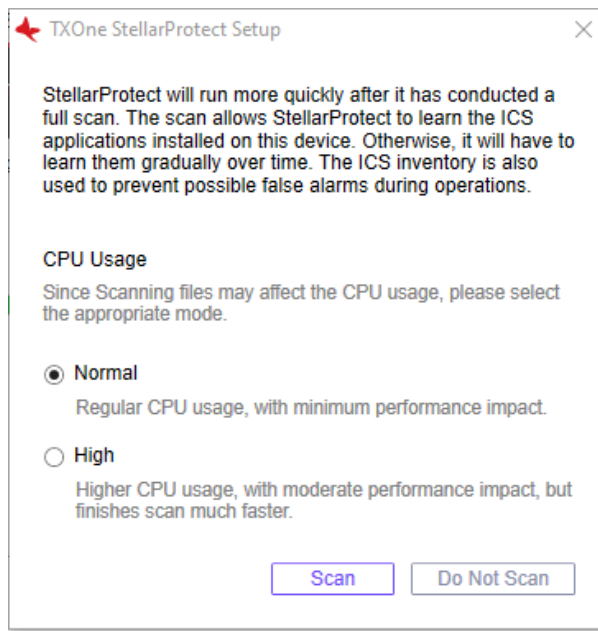 TXOne StellarProtect Setup
StellarProtect will run more quickly after it has conducted a
full scan. The scan allows StellarProtect to learn the ICS
applications installed on this device. Otherwise, it will have to
learn them gradually over time. The ICS inventory is also
used to prevent possible false alarms during operations.
CPU Usage
Since Scanning files may affect the CPU usage, please select
the appropriate mode.
Normal
Regular CPU usage, with minimum performance impact.
High
Higher CPU usage, with moderate performance impact, but
finishes scan much faster.
Scan
Do Not Scan